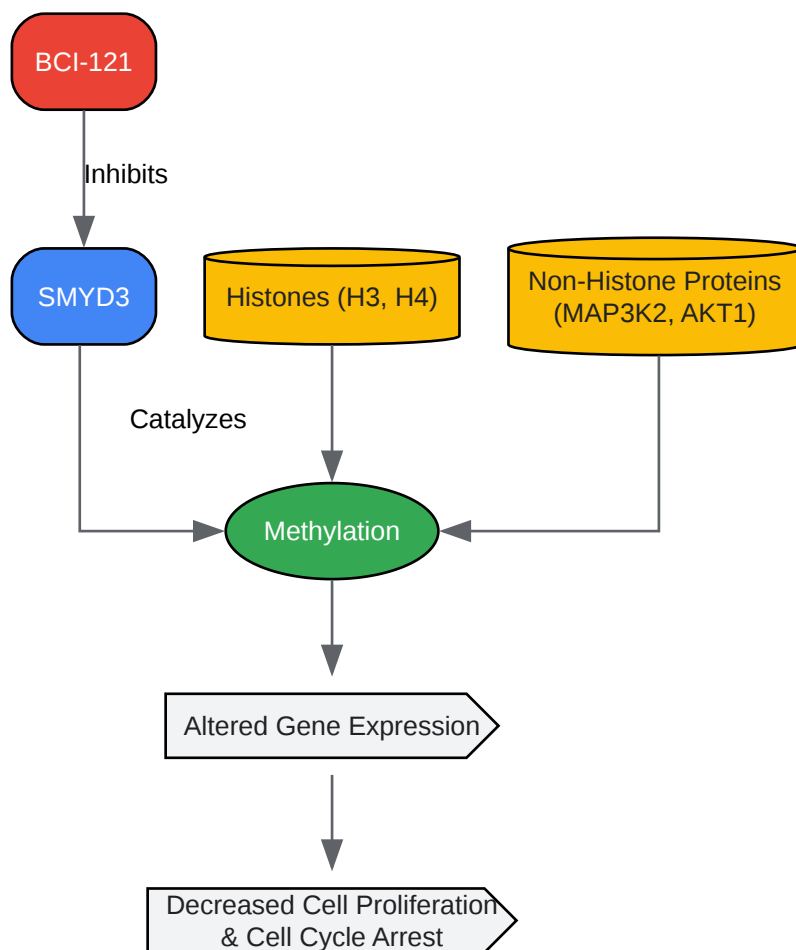 BCI-121
Inhibits
SMYD3
Histones (H3, H4)
Non-Histone Proteins
(MAP3K2, AKT1)
Catalyzes
Methylation
Altered Gene Expression
Decreased Cell Proliferation
& Cell Cycle Arrest